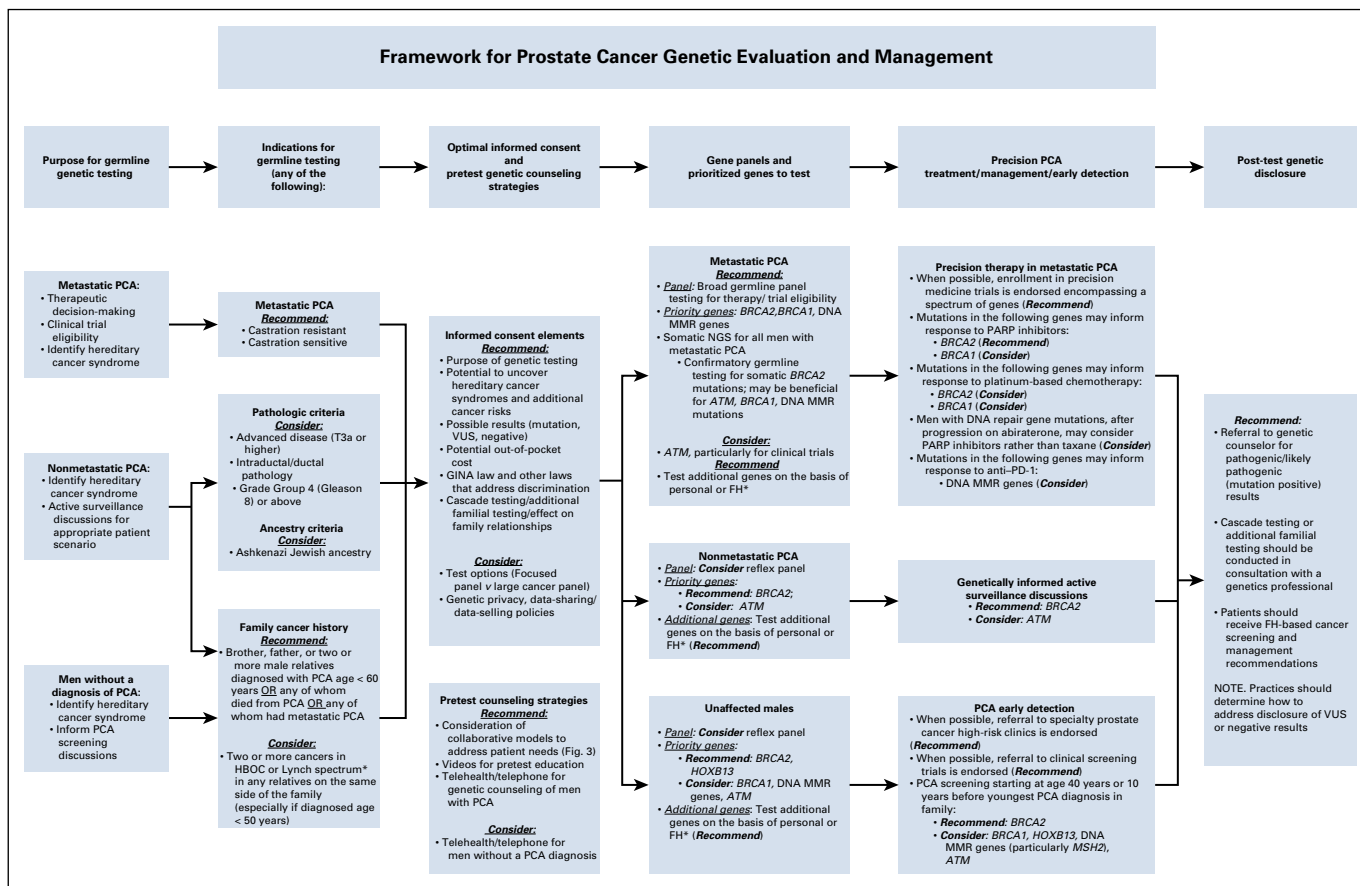 Framework for Prostate Cancer Genetic Evaluation and Management
Purpose for germline
genetic testing
Indications for
germline testing
(any of the
following):
Optimal informed consent
and
pretest genetic counseling
strategies
Gene panels and
prioritized genes to test
Precision PCA
treatment/management/early detection
Post-test genetic
disclosure
Metastatic PCA:
• Therapeutic
decision-making
• Clinical trial
eligibility
• Identify hereditary
cancer syndrome
Nonmetastatic PCA:
• Identify hereditary
cancer syndrome
• Active surveillance
discussions for
appropriate patient
scenario
Men without a
diagnosis of PCA:
• Identify hereditary
cancer syndrome
• Inform PCA
screening
discussions
Metastatic PCA
Recommend:
• Castration resistant
• Castration sensitive
Pathologic criteria
Consider:
• Advanced disease (T3a or
higher)
• Intraductal/ductal
pathology
• Grade Group 4 (Gleason
8) or above
Ancestry criteria
Consider:
• Ashkenazi Jewish ancestry
Family cancer history
Recommend:
• Brother, father, or two or
more male relatives
diagnosed with PCA age < 60
years OR any of whom
died from PCA OR any of
whom had metastatic PCA
Consider:
• Two or more cancers in
HBOC or Lynch spectrum*
in any relatives on the same
side of the family
(especially if diagnosed age
< 50 years)
Informed consent elements
Recommend:
• Purpose of genetic testing
• Potential to uncover
hereditary cancer
syndromes and additional
cancer risks
• Possible results (mutation,
VUS, negative)
• Potential out-of-pocket
cost
• GINA law and other laws
that address discrimination
• Cascade testing/additional
familial testing/effect on
family relationships
Consider:
• Test options (Focused
panel v large cancer panel)
• Genetic privacy, data-sharing/
data-selling policies
Pretest counseling strategies
Recommend:
• Consideration of
collaborative models to
address patient needs (Fig. 3)
• Videos for pretest education
• Telehealth/telephone for
genetic counseling of men
with PCA
Consider:
• Telehealth/telephone for
men without a PCA diagnosis
Metastatic PCA
Recommend:
• Panel: Broad germline panel
testing for therapy/ trial eligibility
• Priority genes: BRCA2,BRCA1, DNA
MMR genes
• Somatic NGS for all men with
metastatic PCA
• Confirmatory germline
testing for somatic BRCA2
mutations; may be beneficial
for ATM, BRCA1, DNA MMR
mutations
Consider:
• ATM, particularly for clinical trials
Recommend
• Test additional genes on the basis of
personal or FH*
Nonmetastatic PCA
• Panel: Consider reflex panel
• Priority genes:
• Recommend: BRCA2;
• Consider: ATM
• Additional genes: Test additional
genes on the basis of personal or
FH* (Recommend)
Unaffected males
• Panel: Consider reflex panel
• Priority genes:
• Recommend: BRCA2,
HOXB13
• Consider: BRCA1, DNA MMR
genes, ATM
• Additional genes: Test additional
genes on the basis of personal or
FH* (Recommend)
Precision therapy in metastatic PCA
• When possible, enrollment in precision
medicine trials is endorsed encompassing a
spectrum of genes (Recommend)
• Mutations in the following genes may inform
response to PARP inhibitors:
• BRCA2 (Recommend)
• BRCA1 (Consider)
• Mutations in the following genes may inform
response to platinum-based chemotherapy:
• BRCA2 (Consider)
• BRCA1 (Consider)
• Men with DNA repair gene mutations, after
progression on abiraterone, may consider
PARP inhibitors rather than taxane (Consider)
• Mutations in the following genes may inform
response to anti–PD-1:
• DNA MMR genes (Consider)
Genetically informed active
surveillance discussions
• Recommend: BRCA2
• Consider: ATM
PCA early detection
• When possible, referral to specialty prostate
cancer high-risk clinics is endorsed
(Recommend)
• When possible, referral to clinical screening
trials is endorsed (Recommend)
• PCA screening starting at age 40 years or 10
years before youngest PCA diagnosis in
family:
• Recommend: BRCA2
• Consider: BRCA1, HOXB13, DNA
MMR genes (particularly MSH2),
ATM
Recommend:
• Referral to genetic
counselor for
pathogenic/likely
pathogenic
(mutation positive)
results
• Cascade testing or
additional familial
testing should be
conducted in
consultation with a
genetics professional
• Patients should
receive FH-based cancer
screening and
management
recommendations
NOTE. Practices should
determine how to
address disclosure of VUS
or negative results